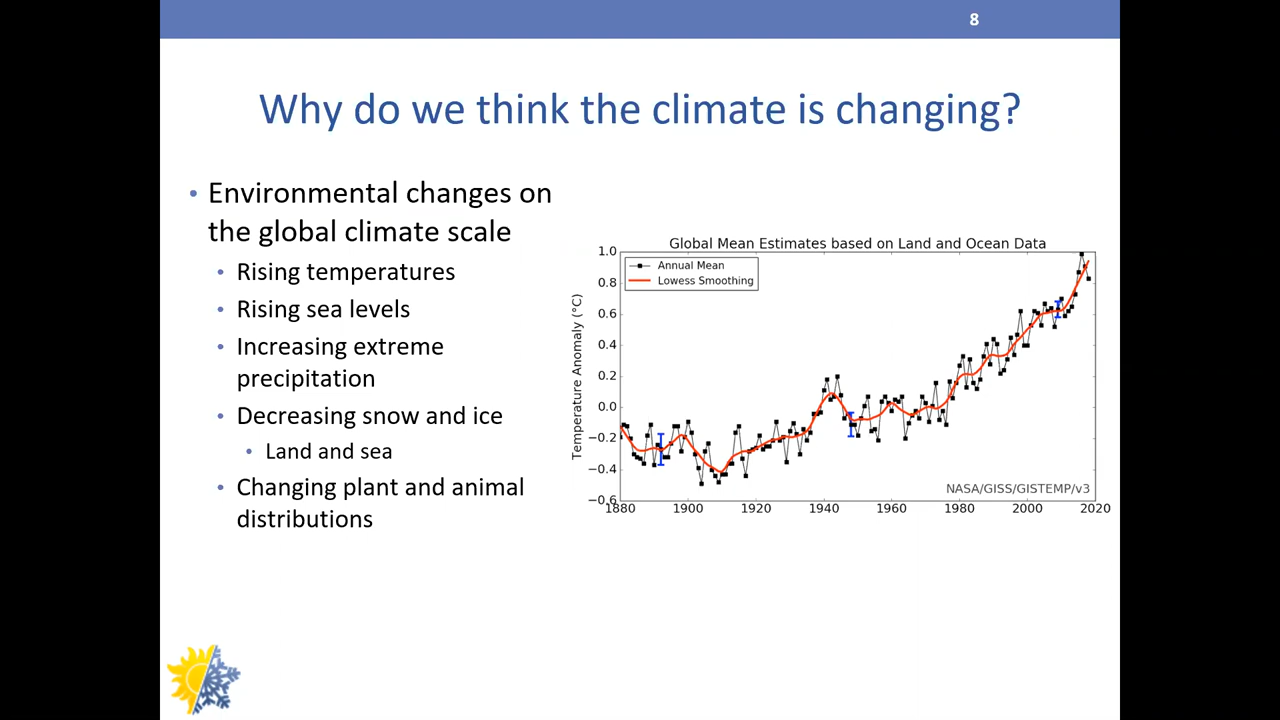 8
Why do we think the climate is changing?
• Environmental changes on
the global climate scale
• Rising temperatures
• Rising sea levels
• Increasing extreme
precipitation
• Decreasing snow and ice
• Land and sea
• Changing plant and animal
distributions
Global Mean Estimates based on Land and Ocean Data
Annual Mean
Lowess Smoothing
Temperature Anomaly (°C)
1.0
0.8
0.6
0.4
0.2
0.0
−0.2
−0.4
−0.6
NASA/GISS/GISTEMP/v3
1880 1900 1920 1940 1960 1980 2000 2020